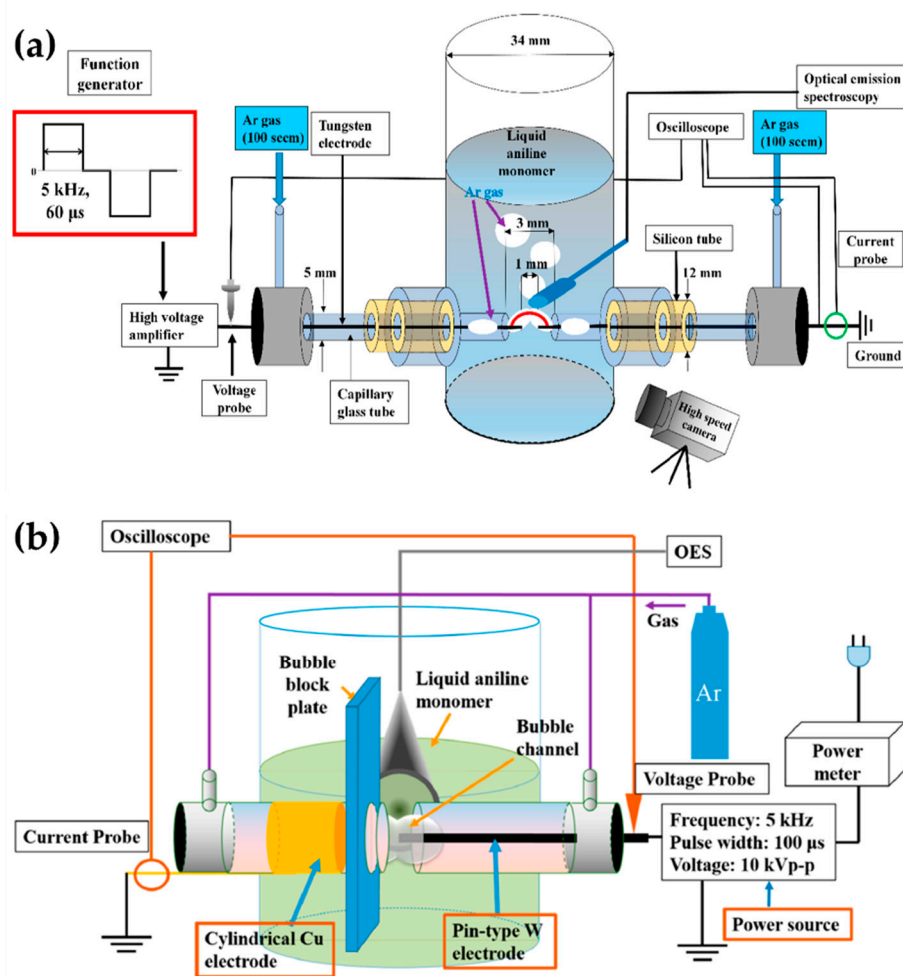 (a)
Function
generator
0
5 kHz,
60 µs
High voltage
amplifier
Voltage
probe
Ar gas
(100 sccm)
Tungsten
electrode
5 mm
Capillary
glass tube
34 mm
Liquid
aniline
monomer
Ar gas
3 mm
1 mm
Optical emission
spectroscopy
Oscilloscope
Ar gas
(100 sccm)
Silicon tube
12 mm
Current
probe
Ground
High speed
camera
(b)
Oscilloscope
OES
Gas
Bubble
block
plate
Liquid aniline
monomer
Bubble
channel
Ar
Voltage Probe
Power
meter
Current Probe
Frequency: 5 kHz
Pulse width: 100 µs
Voltage: 10 kVp-p
Cylindrical Cu
electrode
Pin-type W
electrode
Power source